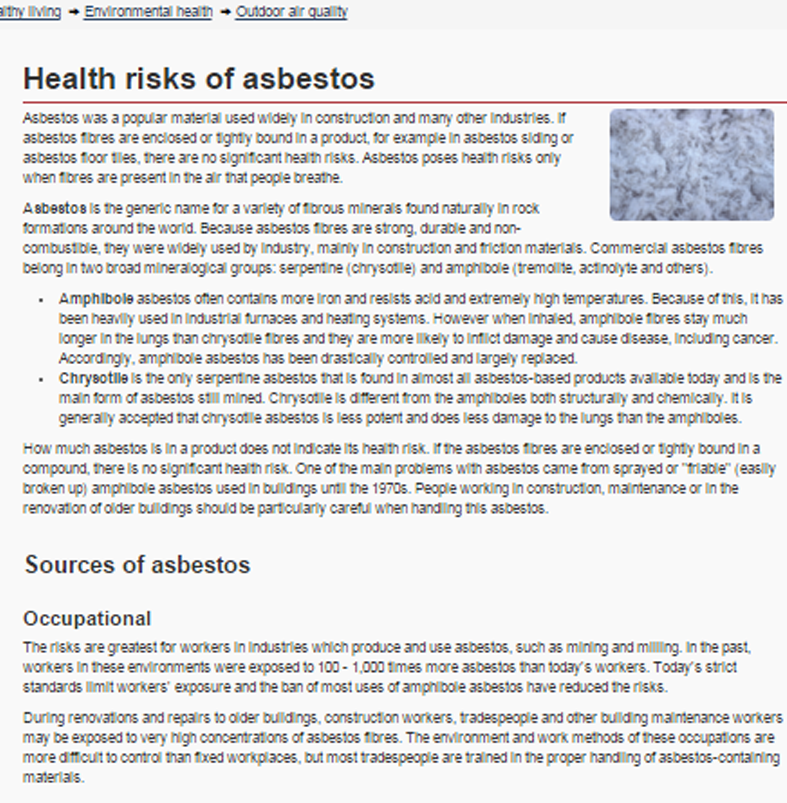 lthy living → Environmental health → Outdoor air quality
Health risks of asbestos
Asbestos was a popular material used widely in construction and many other industries. If
asbestos fibres are enclosed or tightly bound in a product, for example in asbestos siding or
asbestos floor tiles, there are no significant health risks. Asbestos poses health risks only
when fibres are present in the air that people breathe.
Asbestos is the generic name for a variety of fibrous minerals found naturally in rock
formations around the world. Because asbestos fibres are strong, durable and non-
combustible, they were widely used by industry, mainly in construction and friction materials. Commercial asbestos fibres
belong in two broad mineralogical groups: serpentine (chrysotile) and amphibole (tremolite, actinolyte and others).
• Amphibole asbestos often contains more iron and resists acid and extremely high temperatures. Because of this, it has
been heavily used in industrial furnaces and heating systems. However when inhaled, amphibole fibres stay much
longer in the lungs than chrysotile fibres and they are more likely to inflict damage and cause disease, including cancer.
Accordingly, amphibole asbestos has been drastically controlled and largely replaced.
• Chrysotile is the only serpentine asbestos that is found in almost all asbestos-based products available today and is the
main form of asbestos still mined. Chrysotile is different from the amphiboles both structurally and chemically. It is
generally accepted that chrysotile asbestos is less potent and does less damage to the lungs than the amphiboles.
How much asbestos is in a product does not indicate its health risk. If the asbestos fibres are enclosed or tightly bound in a
compound, there is no significant health risk. One of the main problems with asbestos came from sprayed or "friable" (easily
broken up) amphibole asbestos used in buildings until the 1970s. People working in construction, maintenance or in the
renovation of older buildings should be particularly careful when handling this asbestos.
Sources of asbestos
Occupational
The risks are greatest for workers in industries which produce and use asbestos, such as mining and milling. In the past,
workers in these environments were exposed to 100 - 1,000 times more asbestos than today's workers. Today's strict
standards limit workers' exposure and the ban of most uses of amphibole asbestos have reduced the risks.
During renovations and repairs to older buildings, construction workers, tradespeople and other building maintenance workers
may be exposed to very high concentrations of asbestos fibres. The environment and work methods of these occupations are
more difficult to control than fixed workplaces, but most tradespeople are trained in the proper handling of asbestos-containing
materials.